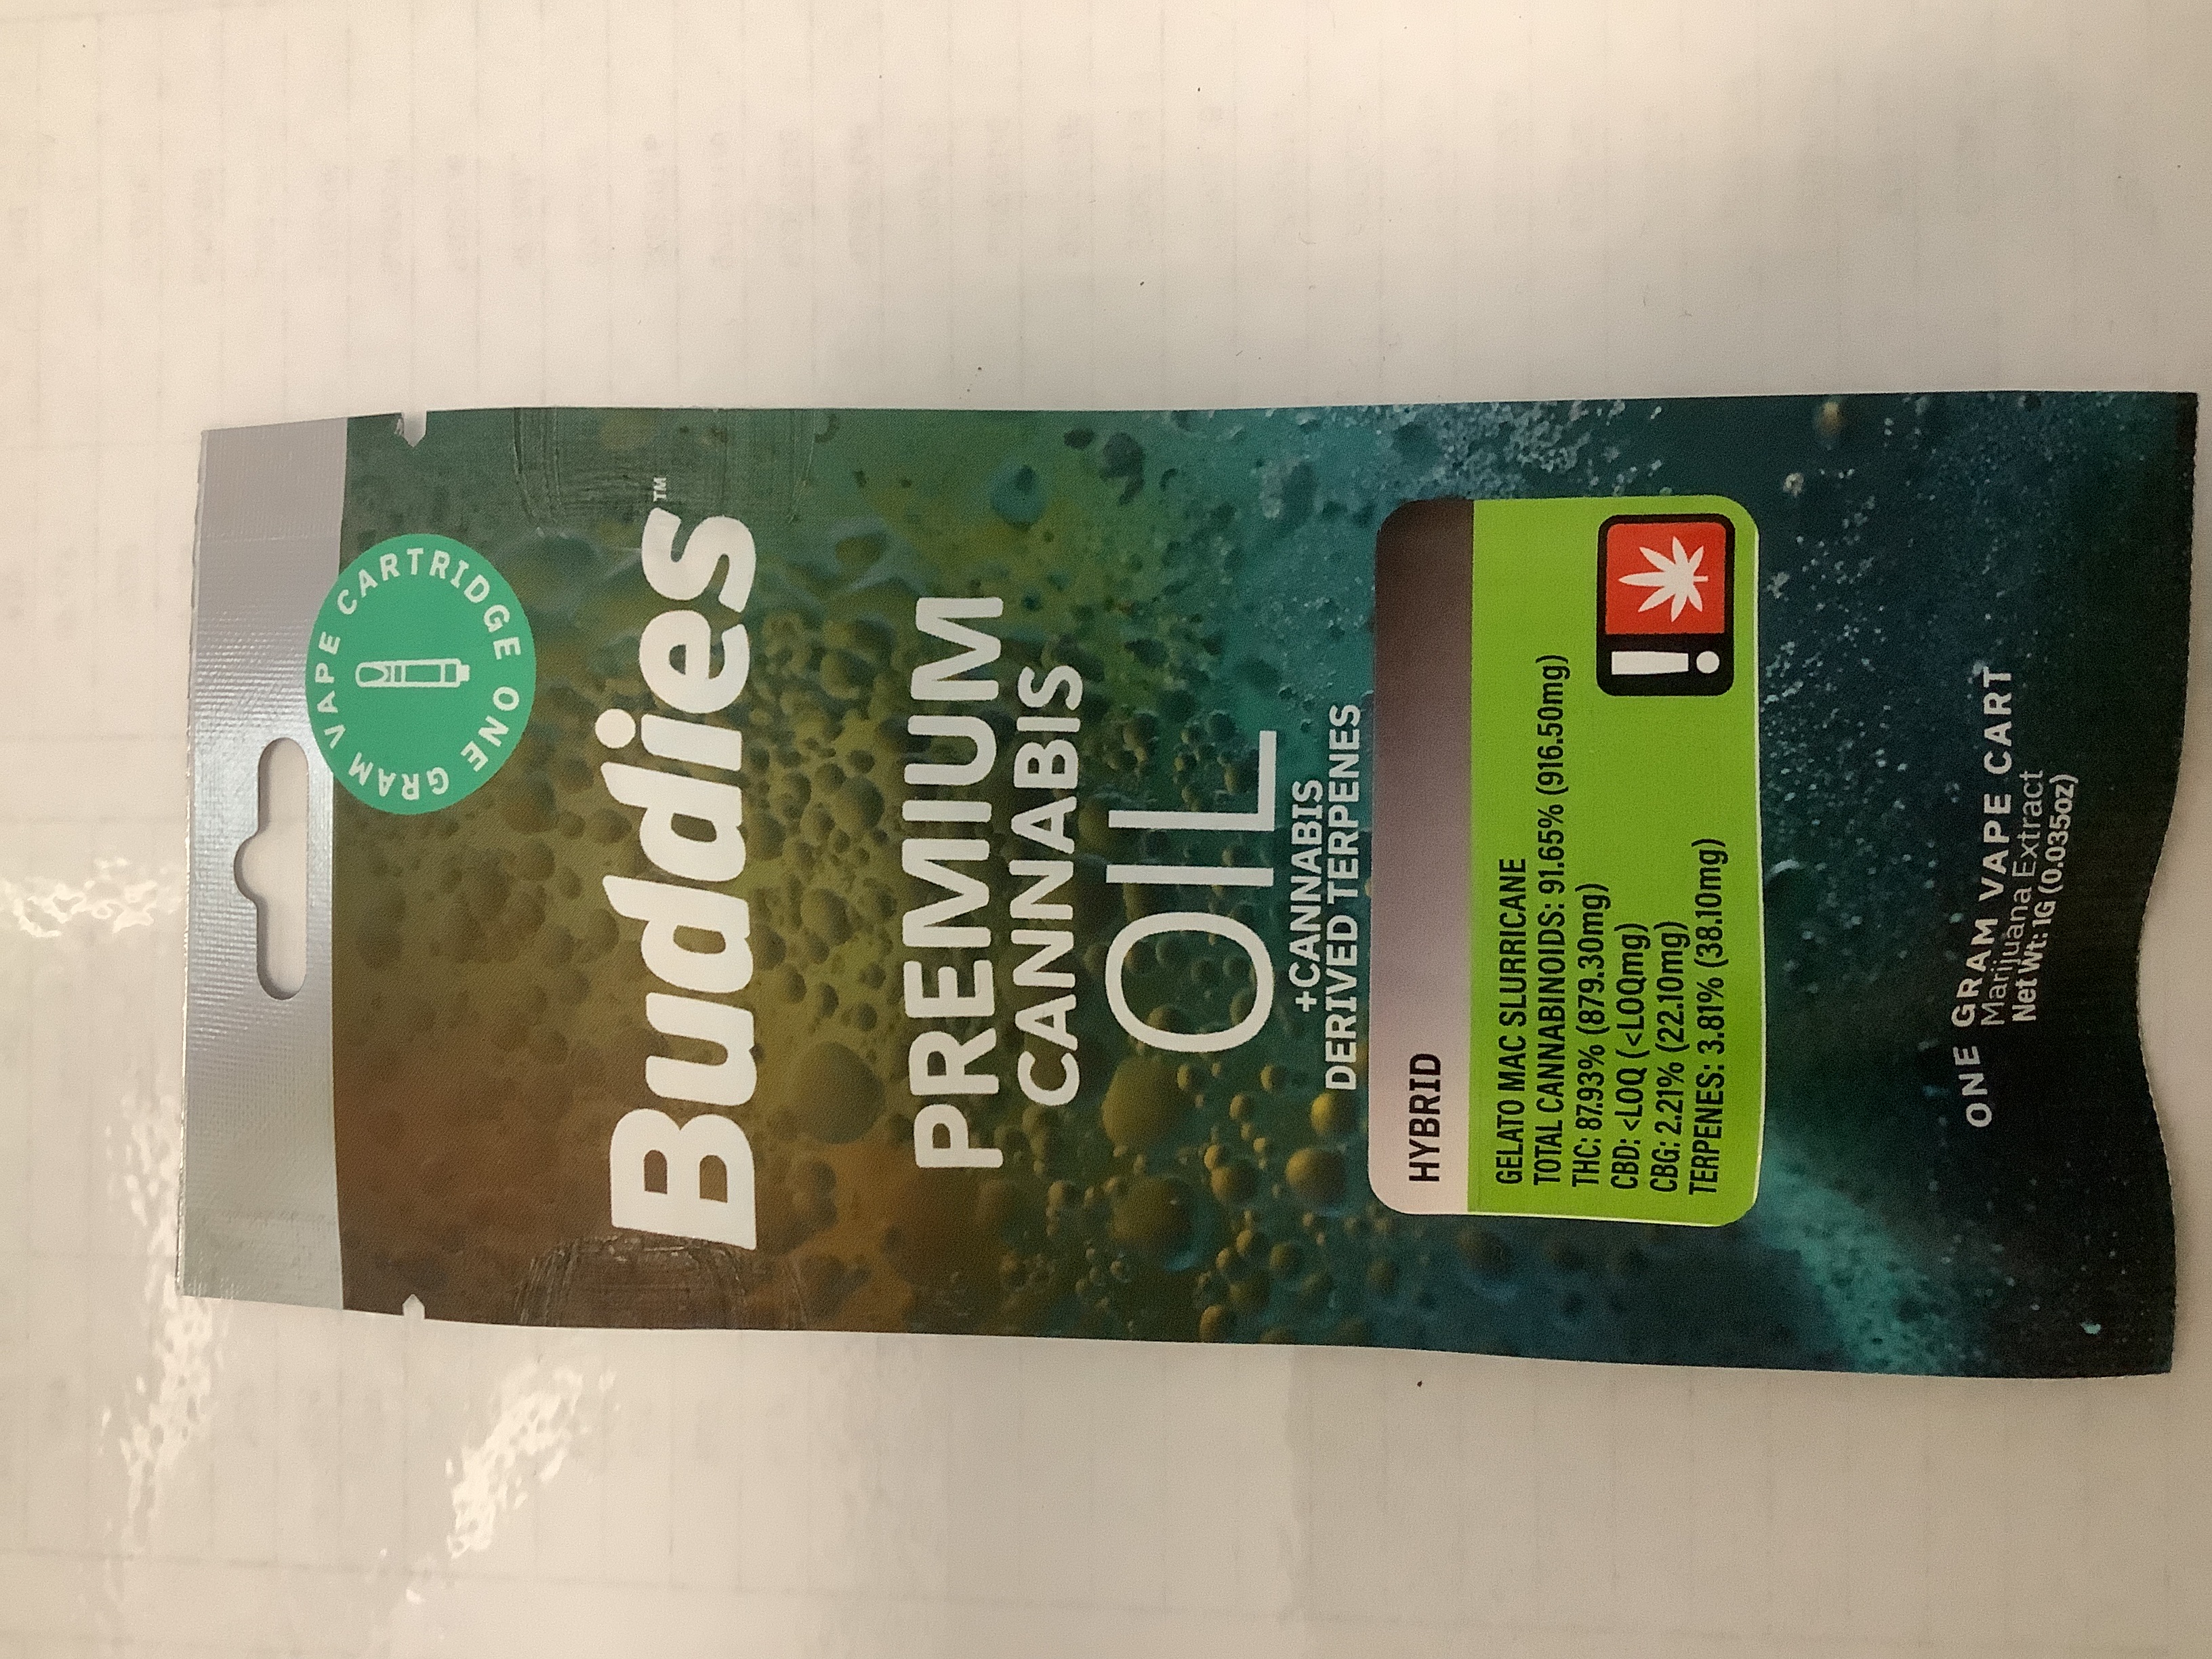 ONE GRAM VAPE CARTRIDGE
Buddies™
PREMIUM
CANNABIS
OIL
+CANNABIS
DERIVED TERPENES
HYBRID
GELATO MAC SLURRICANE
TOTAL CANNABINOIDS: 91.65% (916.50mg)
THC: 87.93% (879.30mg)
CBD: <LOQ (<LOQmg)
CBG: 2.21% (22.10mg)
TERPENES: 3.81% (38.10mg)
!
ONE GRAM VAPE CART
Marijuana Extract
Net Wt: 1G (0.035oz)